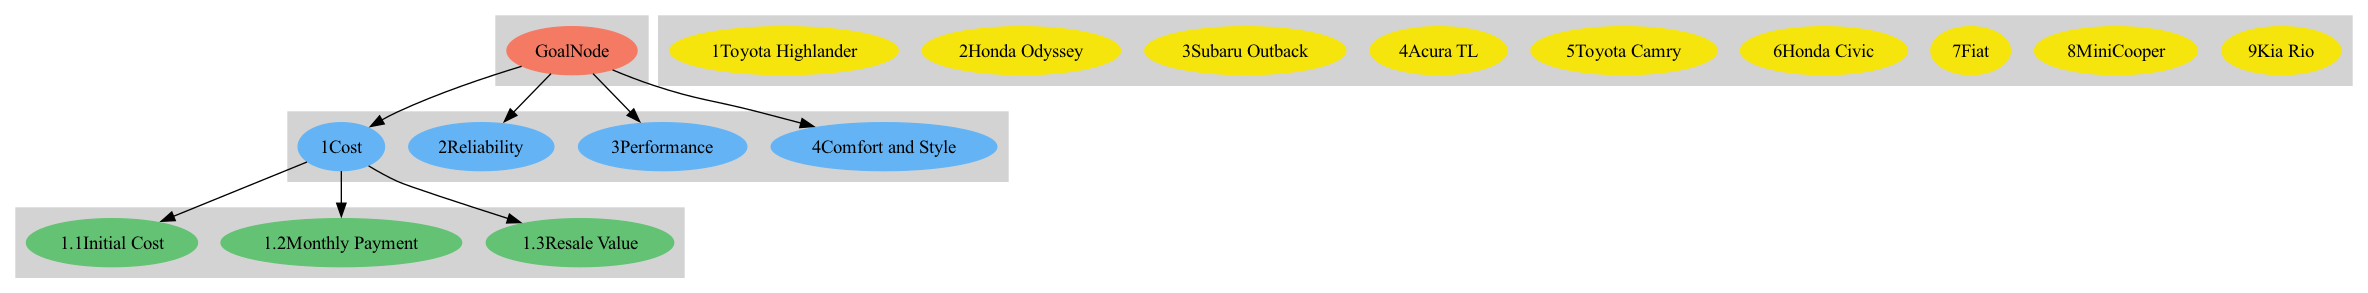 GoalNode
1Toyota Highlander
2Honda Odyssey
3Subaru Outback
4Acura TL
5Toyota Camry
6Honda Civic
7Fiat
8MiniCooper
9Kia Rio
1Cost
2Reliability
3Performance
4Comfort and Style
1.1Initial Cost
1.2Monthly Payment
1.3Resale Value